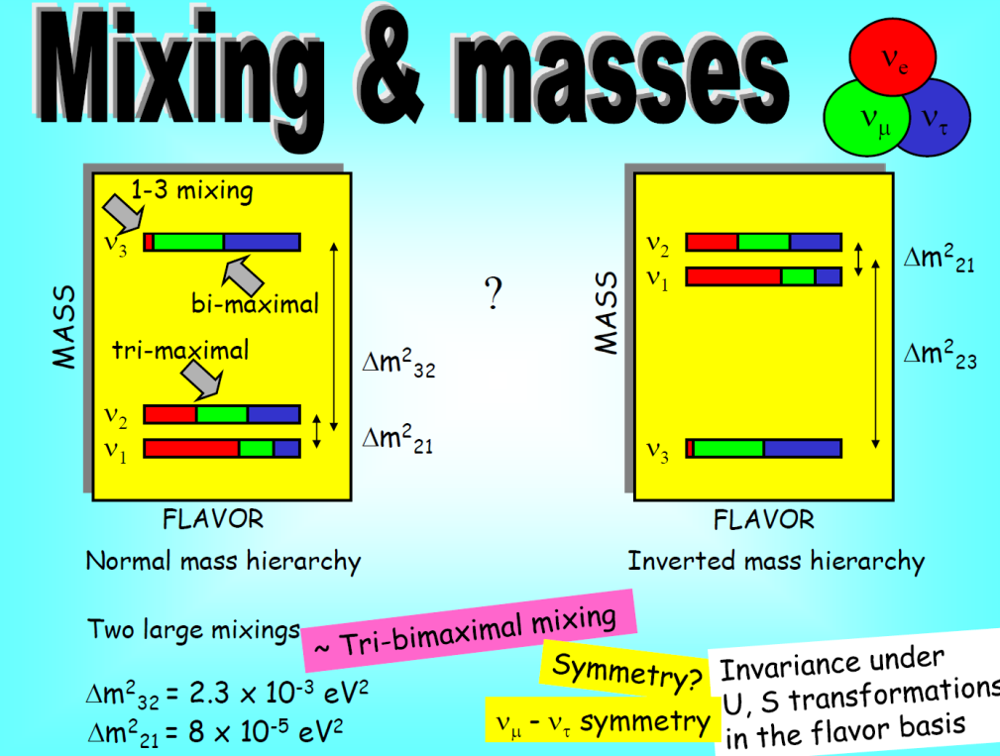 Mixing & masses
νe
νμ
ντ
1-3 mixing
ν3
bi-maximal
tri-maximal
ν2
ν1
MASS
Δm²32
Δm²21
FLAVOR
Normal mass hierarchy
?
ν2
ν1
ν3
MASS
Δm²21
Δm²23
FLAVOR
Inverted mass hierarchy
Two large mixings
~ Tri-bimaximal mixing
Δm²32 = 2.3 x 10⁻³ eV²
Δm²21 = 8 x 10⁻⁵ eV²
Symmetry?
νμ - ντ symmetry
Invariance under
U, S transformations
in the flavor basis